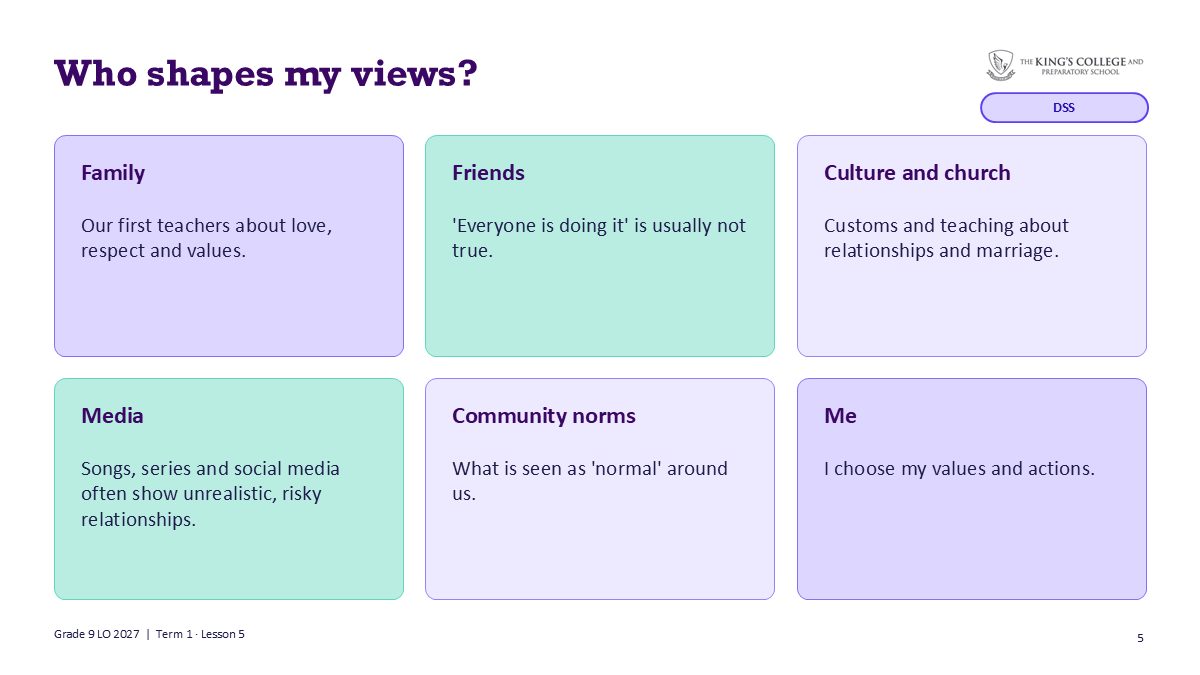 Who shapes my views?
THE KING'S COLLEGE AND
PREPARATORY SCHOOL
DSS
Family
Our first teachers about love,
respect and values.
Friends
'Everyone is doing it' is usually not
true.
Culture and church
Customs and teaching about
relationships and marriage.
Media
Songs, series and social media
often show unrealistic, risky
relationships.
Community norms
What is seen as 'normal' around
us.
Me
I choose my values and actions.
Grade 9 LO 2027 | Term 1 · Lesson 5
5